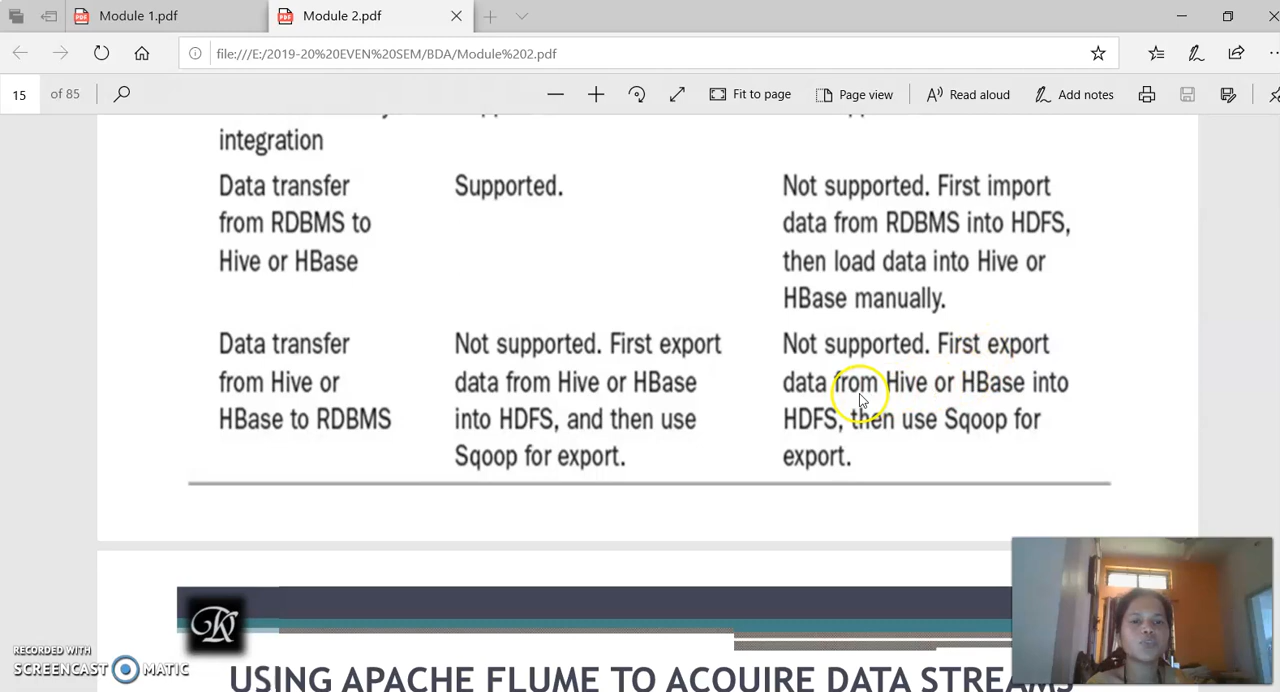 Module 1.pdf
Module 2.pdf
file:///E:/2019-20%20EVEN%20SEM/BDA/Module%202.pdf
15 of 85
Fit to page
Page view
Read aloud
Add notes
integration
Data transfer
from RDBMS to
Hive or HBase
Supported.
Not supported. First import
data from RDBMS into HDFS,
then load data into Hive or
HBase manually.
Data transfer
from Hive or
HBase to RDBMS
Not supported. First export
data from Hive or HBase
into HDFS, and then use
Sqoop for export.
Not supported. First export
data from Hive or HBase into
HDFS, then use Sqoop for
export.
USING APACHE FLUME TO ACQUIRE DATA STREAMS
RECORDED WITH
SCREENCAST MATIC